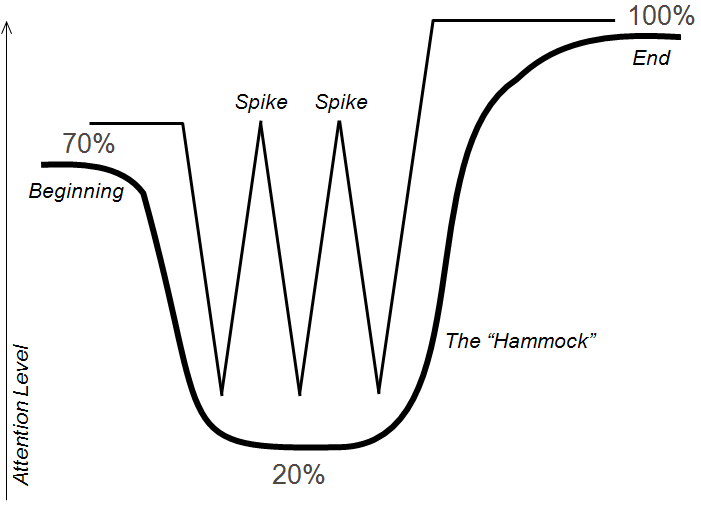 100%
End
Spike
Spike
70%
Beginning
The “Hammock”
20%
Attention Level